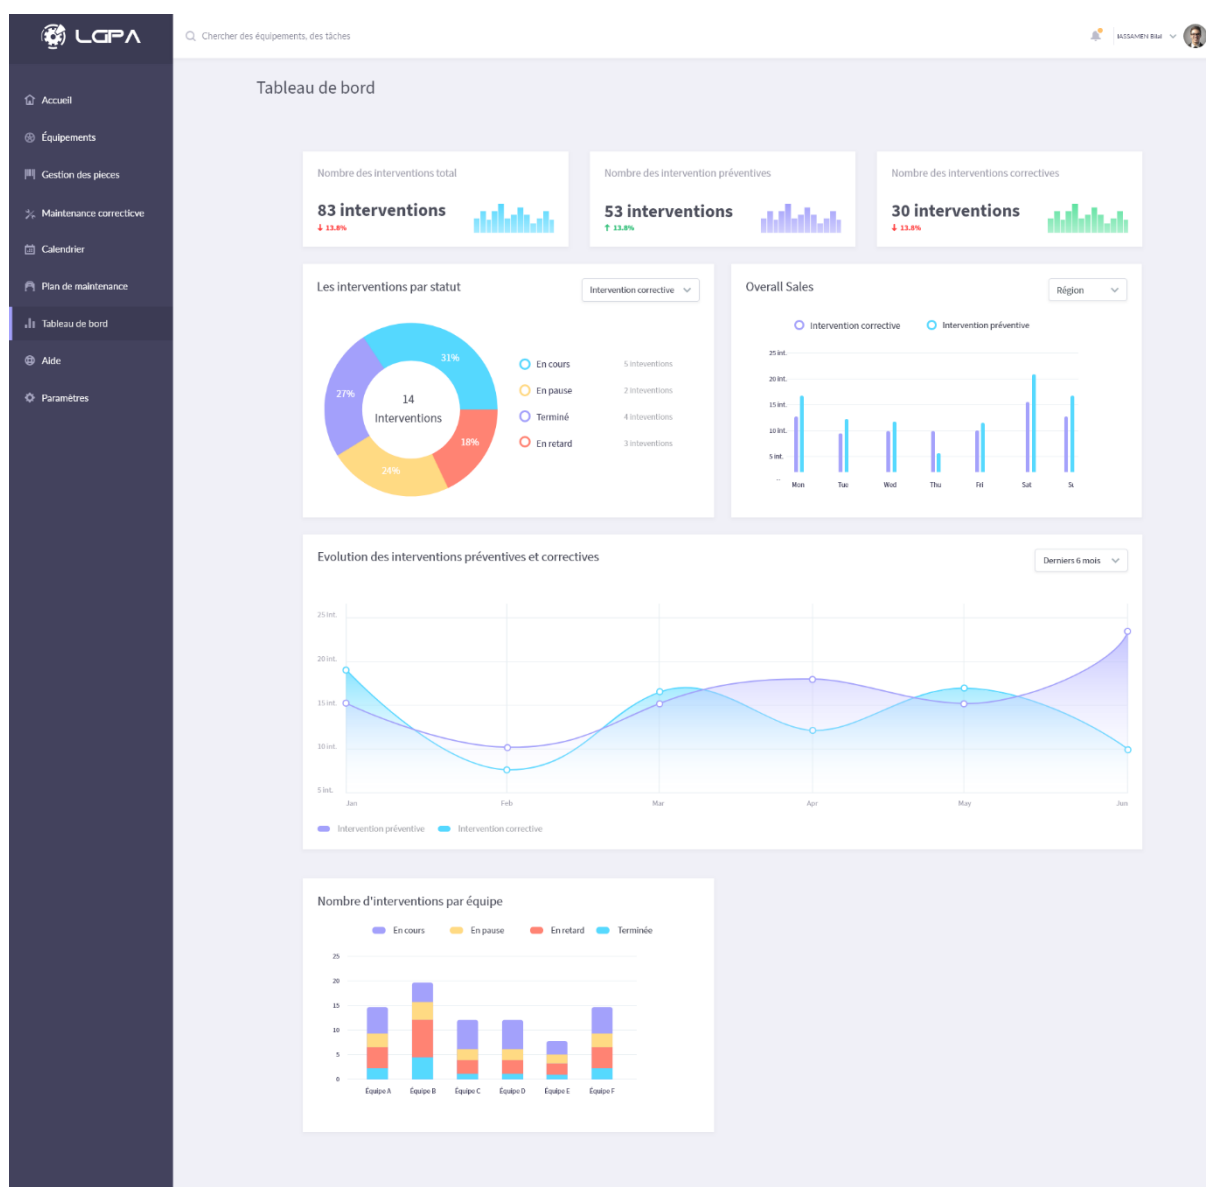 LGPA
Chercher des équipements, des tâches
IASSAMEN Bilal
Accueil
Équipements
Gestion des pieces
Maintenance correcticve
Calendrier
Plan de maintenance
Tableau de bord
Aide
Paramètres
Tableau de bord
Nombre des interventions total
83 interventions
↓ 13.8%
Nombre des intervention préventives
53 interventions
↑ 13.8%
Nombre des interventions correctives
30 interventions
↓ 13.8%
Les interventions par statut
Intervention corrective
31%
27%
18%
24%
14
Interventions
En cours 5 Inteventions
En pause 2 Inteventions
Terminé 4 Inteventions
En retard 3 Inteventions
Overall Sales
Région
Intervention corrective Intervention préventive
25 int.
20 int.
15 int.
10 int.
5 int.
...
Mon Tue Wed Thu Fri Sat Su
Evolution des interventions préventives et correctives
Derniers 6 mois
25 int.
20 int.
15 int.
10 int.
5 int.
Jan Feb Mar Apr May Jun
Intervention préventive Intervention corrective
Nombre d'interventions par équipe
En cours En pause En retard Terminée
25
20
15
10
5
0
Équipe A Équipe B Équipe C Équipe D Équipe E Équipe F